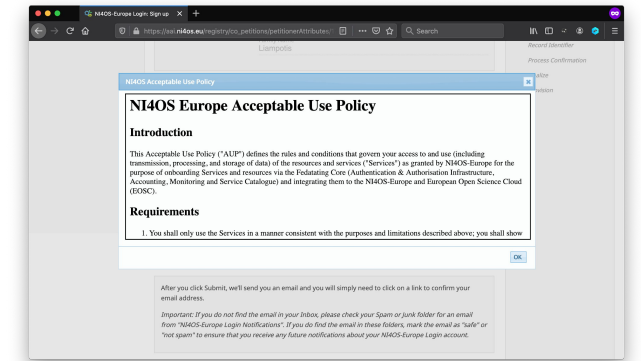 NI4OS-Europe Login: Sign up
https://aai.ni4os.eu/registry/co_petitions/petitionerAttributes/
Search
Liampotis
Record Identifier
Process Confirmation
NI4OS Acceptable Use Policy
NI4OS Europe Acceptable Use Policy
Introduction
This Acceptable Use Policy ("AUP") defines the rules and conditions that govern your access to and use (including
transmission, processing, and storage of data) of the resources and services ("Services") as granted by NI4OS-Europe for the
purpose of onboarding Services and resources via the Fedatating Core (Authentication & Authorisation Infrastructure,
Accounting, Monitoring and Service Catalogue) and integrating them to the NI4OS-Europe and European Open Science Cloud
(EOSC).
Requirements
1. You shall only use the Services in a manner consistent with the purposes and limitations described above; you shall show
OK
After you click Submit, we'll send you an email and you will simply need to click on a link to confirm your
email address.
Important: If you do not find the email in your Inbox, please check your Spam or Junk folder for an email
from "NI4OS-Europe Login Notifications". If you do find the email in these folders, mark the email as "safe" or
"not spam" to ensure that you receive any future notifications about your NI4OS-Europe Login account.